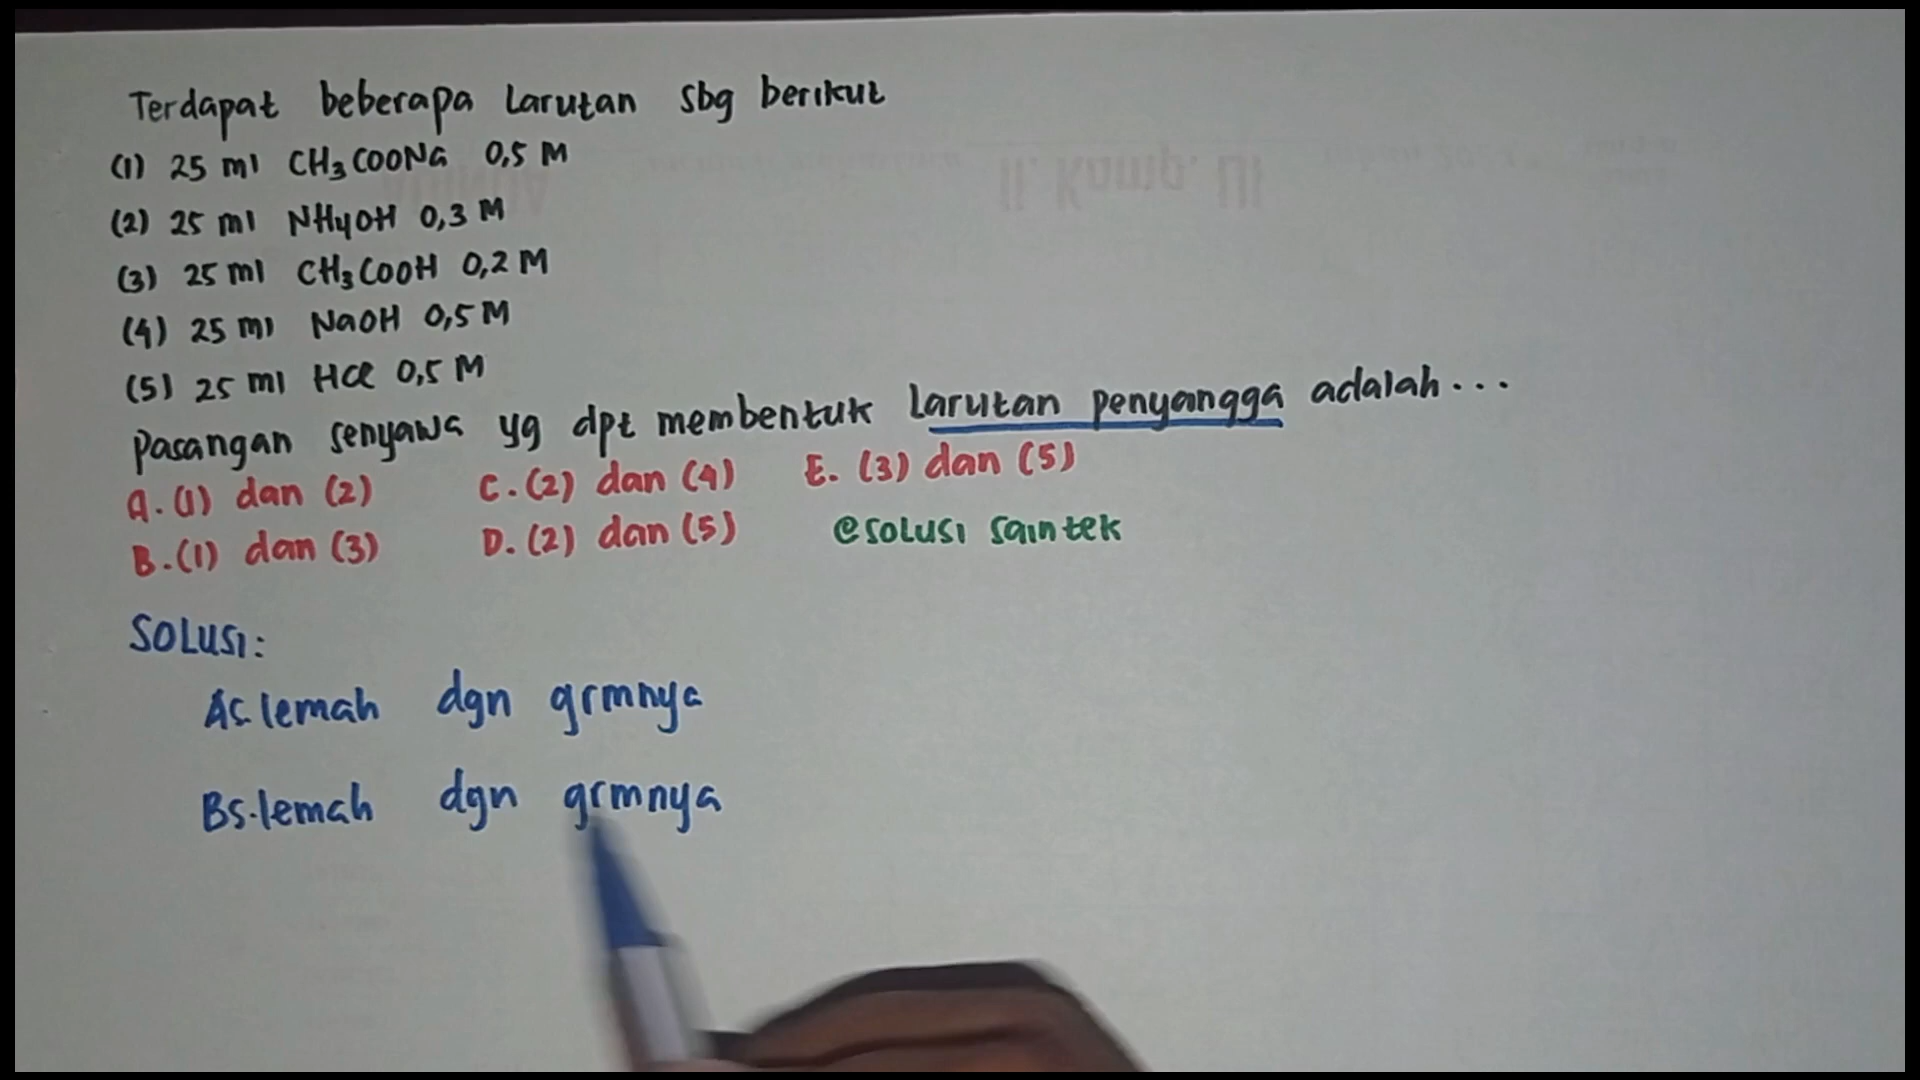 Terdapat beberapa Larutan sbg berikut
(1) 25 ml CH3COONa 0,5 M
(2) 25 ml NH4OH 0,3 M
(3) 25 ml CH3COOH 0,2 M
(4) 25 ml NaOH 0,5 M
(5) 25 ml HCl 0,5 M
Pasangan senyawa yg dpt membentuk larutan penyangga adalah...
A. (1) dan (2) C. (2) dan (4) E. (3) dan (5)
B. (1) dan (3) D. (2) dan (5) @solusi saintek
SOLUSI:
As.lemah dgn grmnya
Bs.lemah dgn grmnya
II. Komp. III